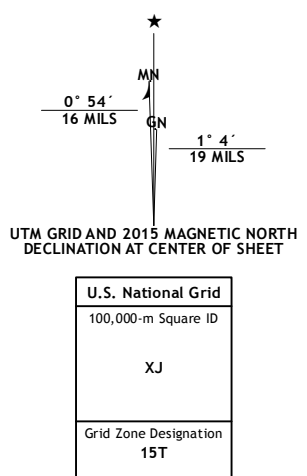 ★
MN
0° 54´
16 MILS
GN
1° 4´
19 MILS
UTM GRID AND 2015 MAGNETIC NORTH
DECLINATION AT CENTER OF SHEET
U.S. National Grid
100,000-m Square ID
XJ
Grid Zone Designation
15T